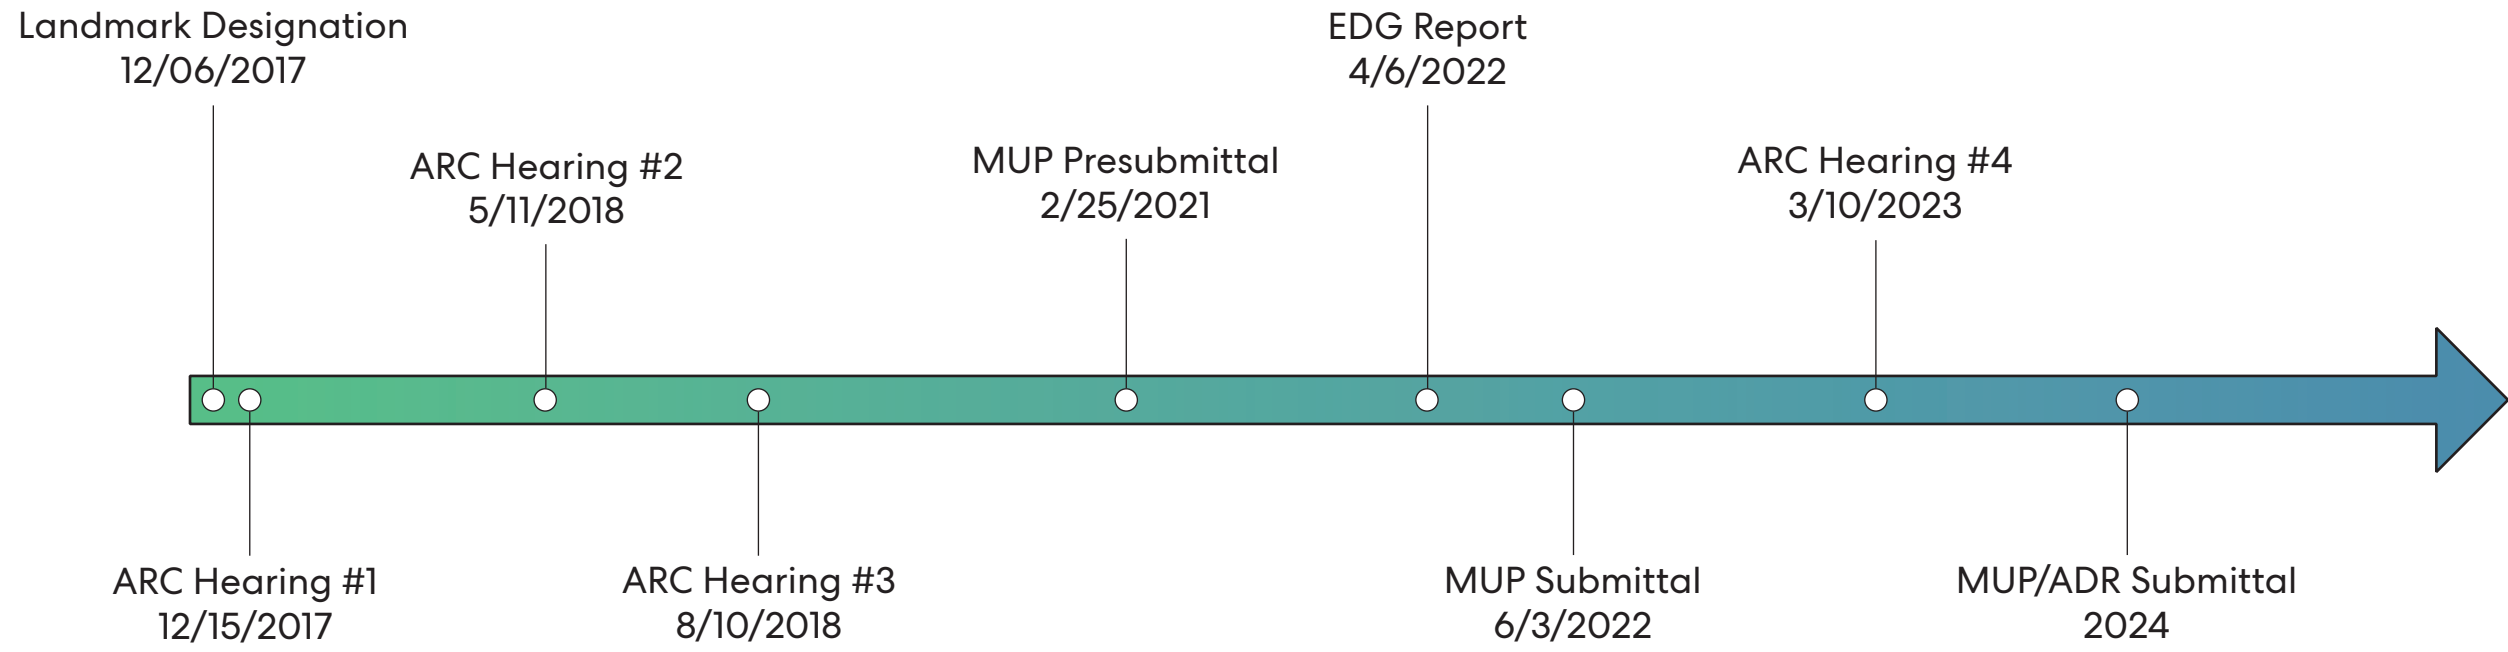 Landmark Designation
12/06/2017
EDG Report
4/6/2022
ARC Hearing #2
5/11/2018
MUP Presubmittal
2/25/2021
ARC Hearing #4
3/10/2023
ARC Hearing #1
12/15/2017
ARC Hearing #3
8/10/2018
MUP Submittal
6/3/2022
MUP/ADR Submittal
2024